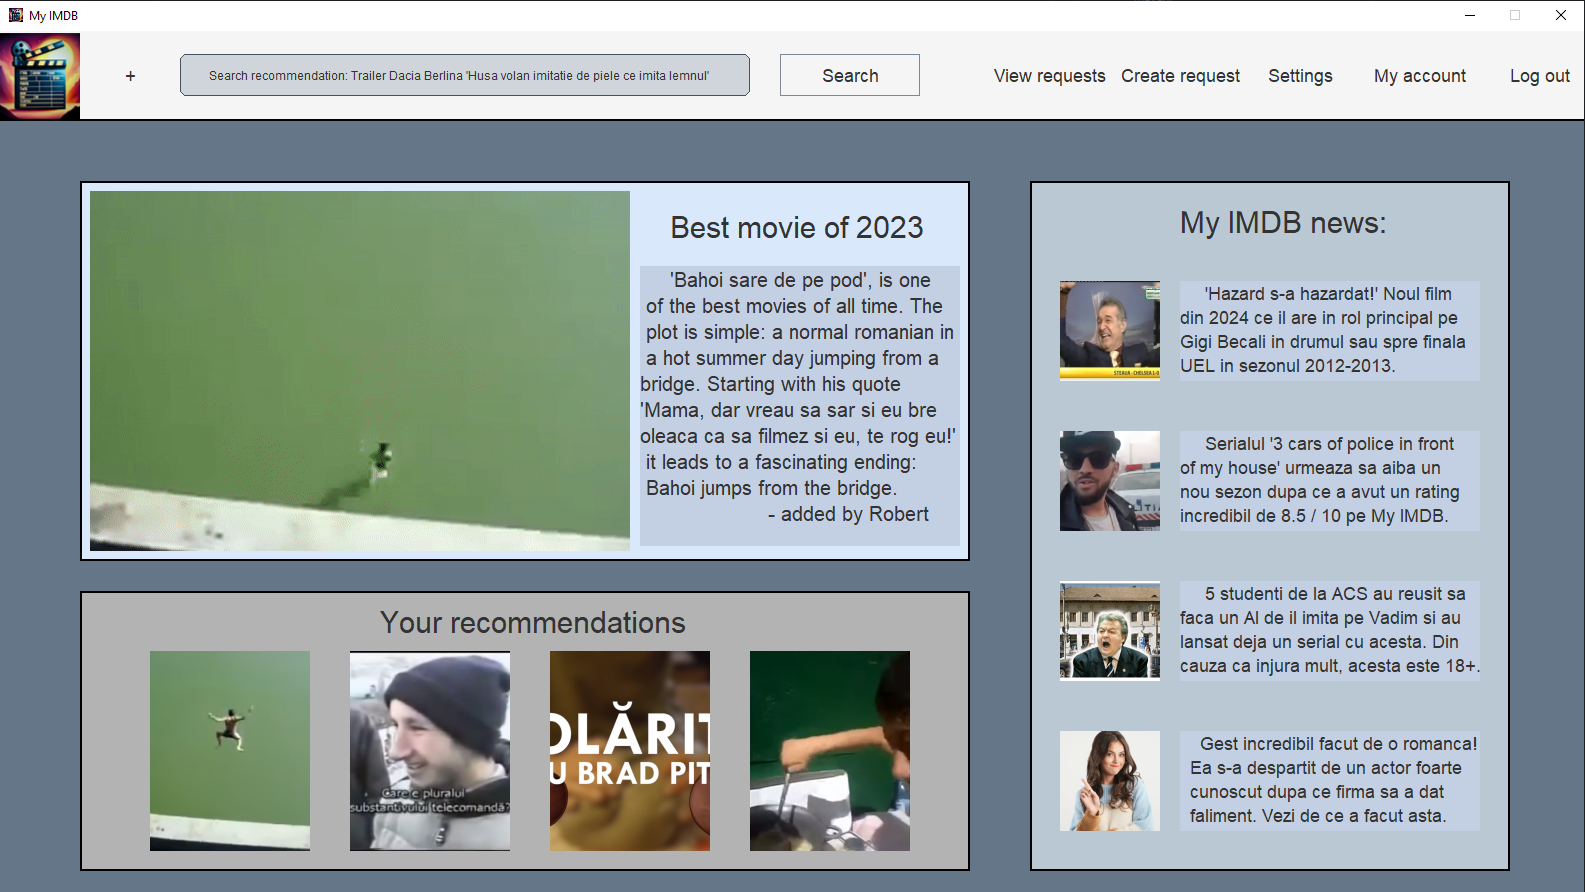 My IMDB
+
Search recommendation: Trailer Dacia Berlina 'Husa volan imitatie de piele ce imita lemnul'
Search
View requests
Create request
Settings
My account
Log out
Best movie of 2023
'Bahoi sare de pe pod', is one
of the best movies of all time. The
plot is simple: a normal romanian in
a hot summer day jumping from a
bridge. Starting with his quote
'Mama, dar vreau sa sar si eu bre
oleaca ca sa filmez si eu, te rog eu!'
it leads to a fascinating ending:
Bahoi jumps from the bridge.
- added by Robert
Your recommendations
Care e pluralul
substantivului telecomandă?
OLĂRIT
U BRAD PIT
My IMDB news:
STEAUA - CHELSEA 1-0
'Hazard s-a hazardat!' Noul film
din 2024 ce il are in rol principal pe
Gigi Becali in drumul sau spre finala
UEL in sezonul 2012-2013.
Serialul '3 cars of police in front
of my house' urmeaza sa aiba un
nou sezon dupa ce a avut un rating
incredibil de 8.5 / 10 pe My IMDB.
5 studenti de la ACS au reusit sa
faca un AI de il imita pe Vadim si au
lansat deja un serial cu acesta. Din
cauza ca injura mult, acesta este 18+.
Gest incredibil facut de o romanca!
Ea s-a despartit de un actor foarte
cunoscut dupa ce firma sa a dat
faliment. Vezi de ce a facut asta.